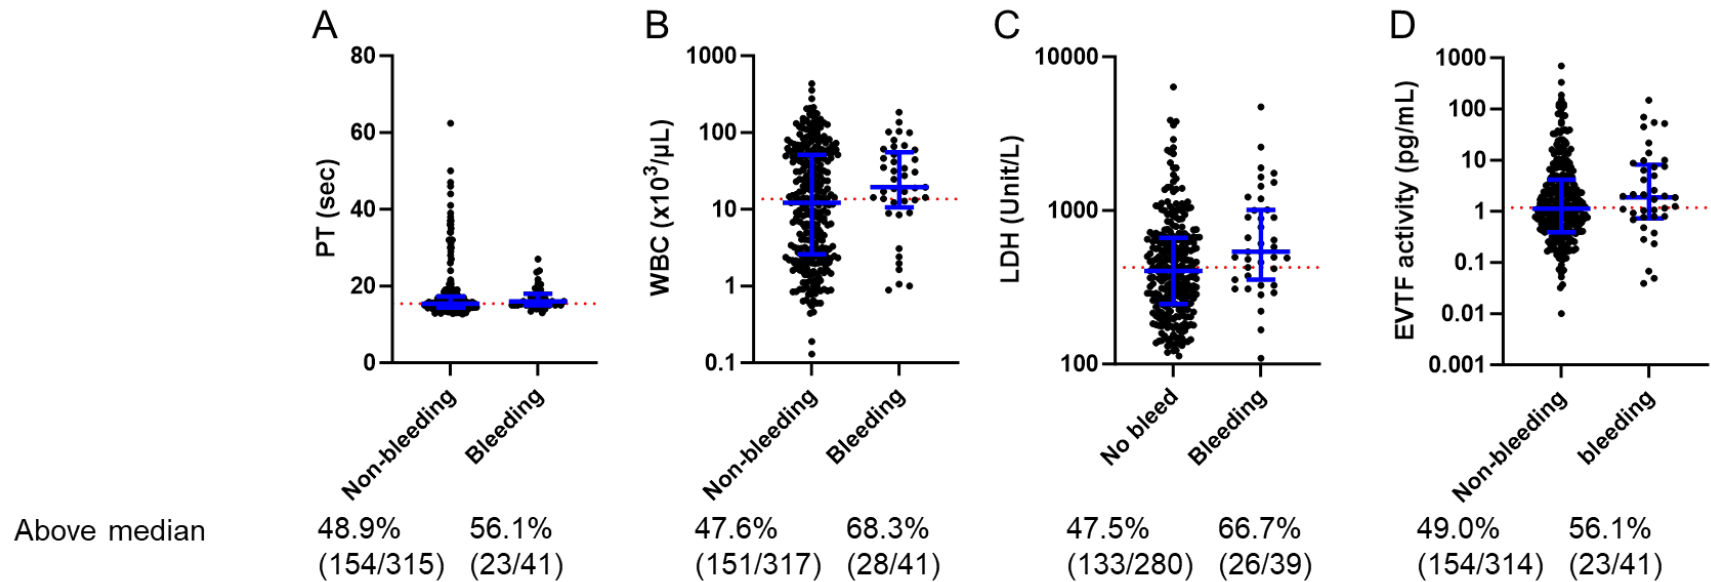 A
B
C
D
PT (sec)
80
60
40
20
0
Non-bleeding
Bleeding
WBC (x10³/µL)
1000
100
10
1
0.1
Non-bleeding
Bleeding
LDH (Unit/L)
10000
1000
100
No bleed
Bleeding
EVTF activity (pg/mL)
1000
100
10
1
0.1
0.01
0.001
Non-bleeding
bleeding
Above median
48.9% 56.1% 47.6% 68.3% 47.5% 66.7% 49.0% 56.1%
(154/315) (23/41) (151/317) (28/41) (133/280) (26/39) (154/314) (23/41)